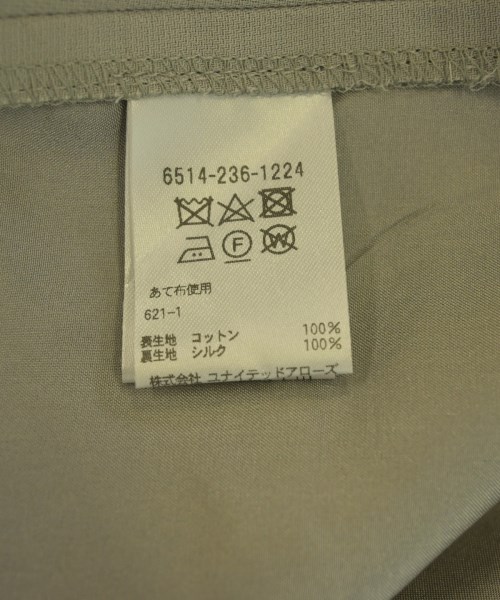 6514-236-1224
F W
あて布使用
621-1
表生地 コットン 100%
裏生地 シルク 100%
株式会社 ユナイテッドアローズ